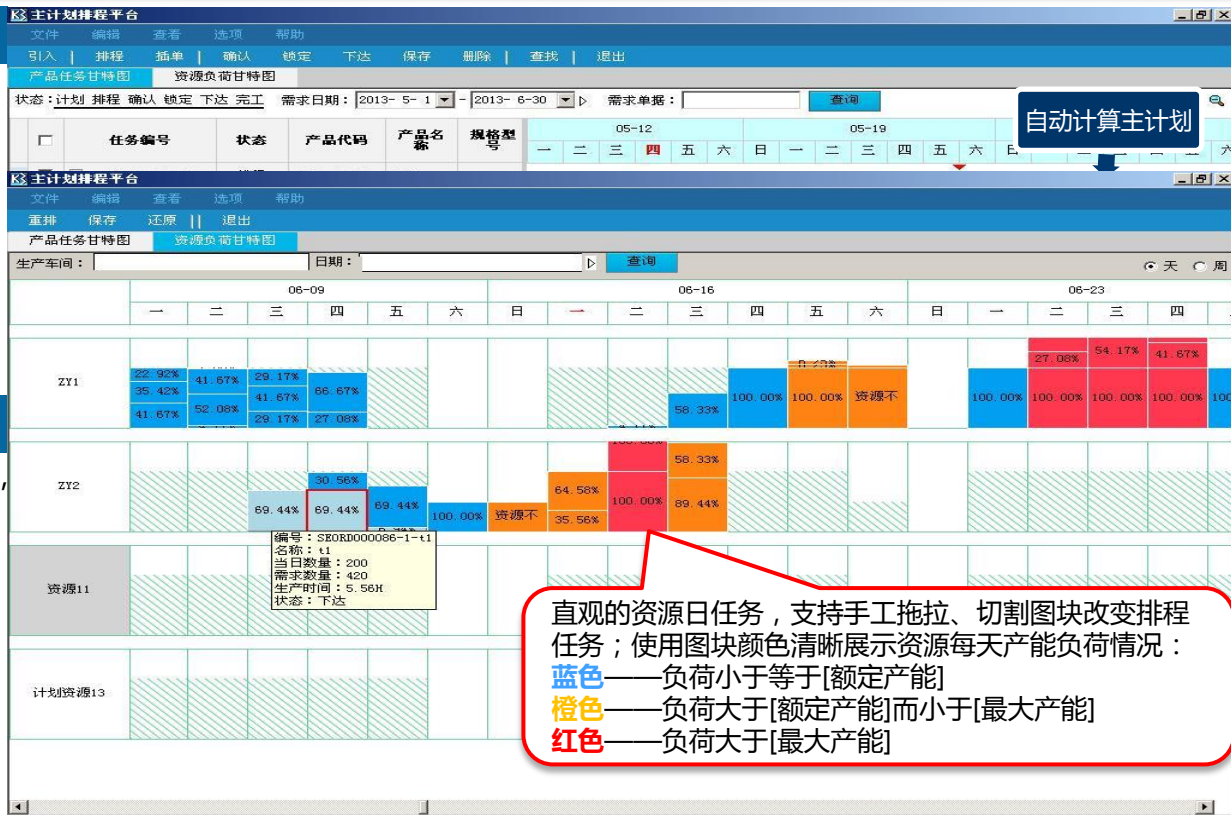 K3 主计划排程平台
文件 编辑 查看 选项 帮助
引入 | 排程 插单 | 确认 锁定 下达 保存 删除 | 查找 | 退出
产品任务甘特图 资源负荷甘特图
状态：计划 排程 确认 锁定 下达 完工 需求日期： 2013- 5- 1 - 2013- 6-30 需求单据： 查询
自动计算主计划
任务编号 状态 产品代码 产品名称 规格型号
05-12 05-19
一 二 三 四 五 六 日 一 二 三 四 五 六 日
K3 主计划排程平台
文件 编辑 查看 选项 帮助
重排 保存 还原 || 退出
产品任务甘特图 资源负荷甘特图
生产车间： 日期： 查询 天 周
06-09 06-16 06-23
一 二 三 四 五 六 日 一 二 三 四 五 六 日 一 二 三 四
27.08% 54.17% 41.67%
ZY1
22.92% 41.67% 29.17%
35.42% 41.67% 66.67%
41.67% 52.08% 29.17% 27.08% 58.33% 100.00% 100.00% 资源不 100.00% 100.00% 100.00% 100.00% 100
58.33%
ZY2
30.56%
69.44% 69.44% 69.44% 100.00% 资源不 64.58% 35.56% 100.00% 89.44%
编号：SEORD000086-1-t1
名称：t1
当日数量：200
需求数量：420
生产时间：5.56H
状态：下达
资源11
计划资源13
直观的资源日任务，支持手工拖拉、切割图块改变排程
任务；使用图块颜色清晰展示资源每天产能负荷情况：
蓝色——负荷小于等于[额定产能]
橙色——负荷大于[额定产能]而小于[最大产能]
红色——负荷大于[最大产能]